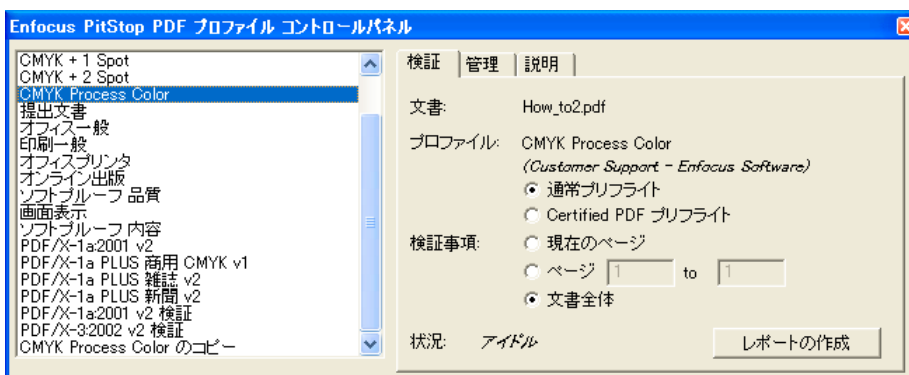 Enfocus PitStop PDF プロファイル コントロールパネル
CMYK + 1 Spot
CMYK + 2 Spot
CMYK Process Color
提出文書
オフィス一般
印刷一般
オフィスプリンタ
オンライン出版
ソフトプルーフ 品質
画面表示
ソフトプルーフ 内容
PDF/X-1a:2001 v2
PDF/X-1a PLUS 商用 CMYK v1
PDF/X-1a PLUS 雑誌 v2
PDF/X-1a PLUS 新聞 v2
PDF/X-1a:2001 v2 検証
PDF/X-3:2002 v2 検証
CMYK Process Color のコピー
検証 管理 説明
文書: How_to2.pdf
プロファイル: CMYK Process Color
(Customer Support - Enfocus Software)
通常プリフライト
Certified PDF プリフライト
検証事項: 現在のページ
ページ 1 to 1
文書全体
状況: アイドル
レポートの作成